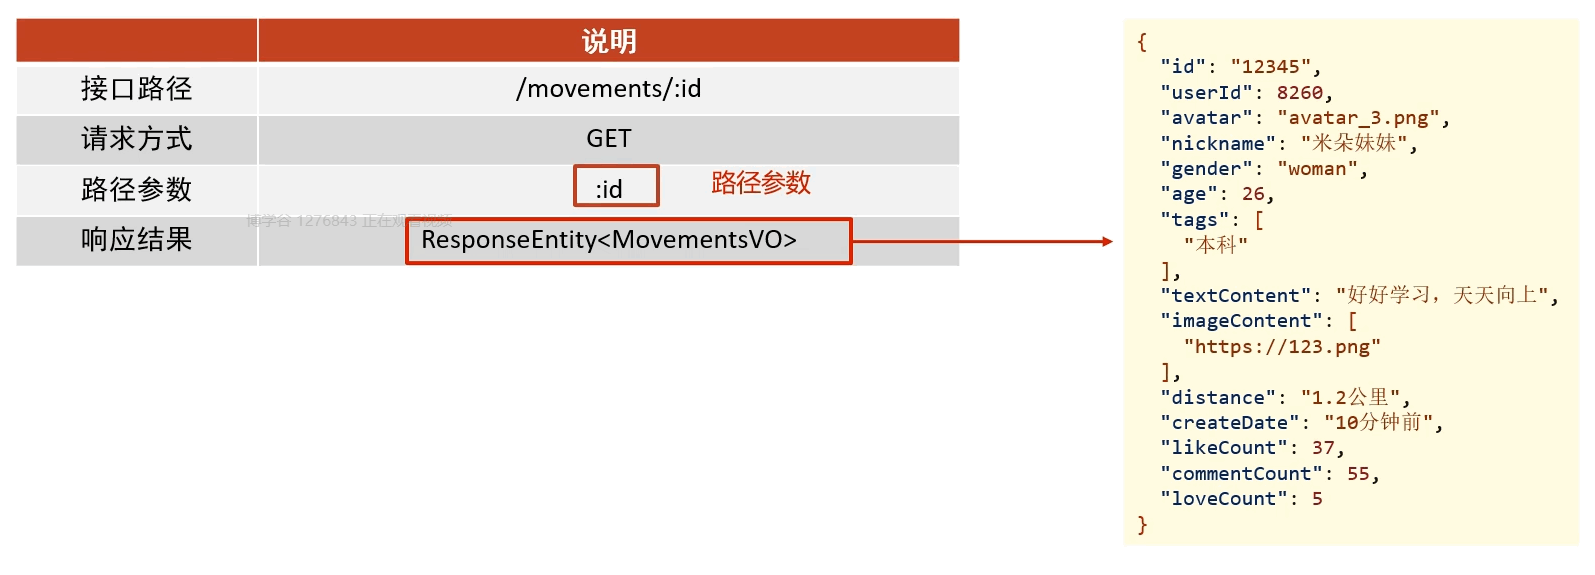 说明
接口路径 /movements/:id
请求方式 GET
路径参数 :id 路径参数
博学谷 1276843 正在观看视频
响应结果 ResponseEntity<MovementsVO>
{
"id": "12345",
"userId": 8260,
"avatar": "avatar_3.png",
"nickname": "米朵妹妹",
"gender": "woman",
"age": 26,
"tags": [
"本科"
],
"textContent": "好好学习，天天向上",
"imageContent": [
"https://123.png"
],
"distance": "1.2公里",
"createDate": "10分钟前",
"likeCount": 37,
"commentCount": 55,
"loveCount": 5
}